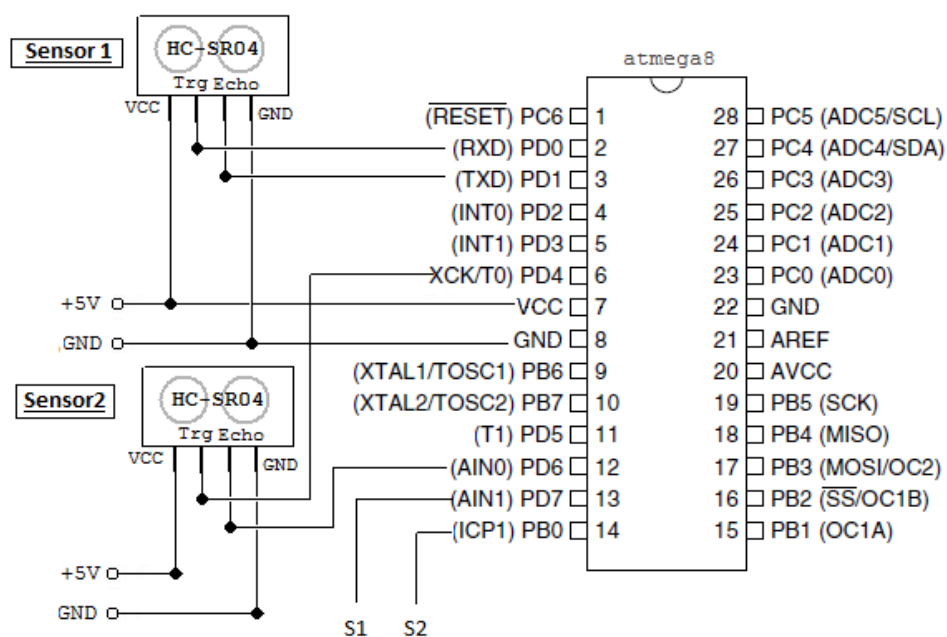 Sensor 1
HC-SR04
Trg Echo
VCC
GND
+5V
GND
Sensor2
HC-SR04
Trg Echo
VCC
GND
+5V
GND
S1
S2
atmega8
(RESET) PC6 1
(RXD) PD0 2
(TXD) PD1 3
(INT0) PD2 4
(INT1) PD3 5
XCK/T0) PD4 6
VCC 7
GND 8
(XTAL1/TOSC1) PB6 9
(XTAL2/TOSC2) PB7 10
(T1) PD5 11
(AIN0) PD6 12
(AIN1) PD7 13
(ICP1) PB0 14
28 PC5 (ADC5/SCL)
27 PC4 (ADC4/SDA)
26 PC3 (ADC3)
25 PC2 (ADC2)
24 PC1 (ADC1)
23 PC0 (ADC0)
22 GND
21 AREF
20 AVCC
19 PB5 (SCK)
18 PB4 (MISO)
17 PB3 (MOSI/OC2)
16 PB2 (SS/OC1B)
15 PB1 (OC1A)